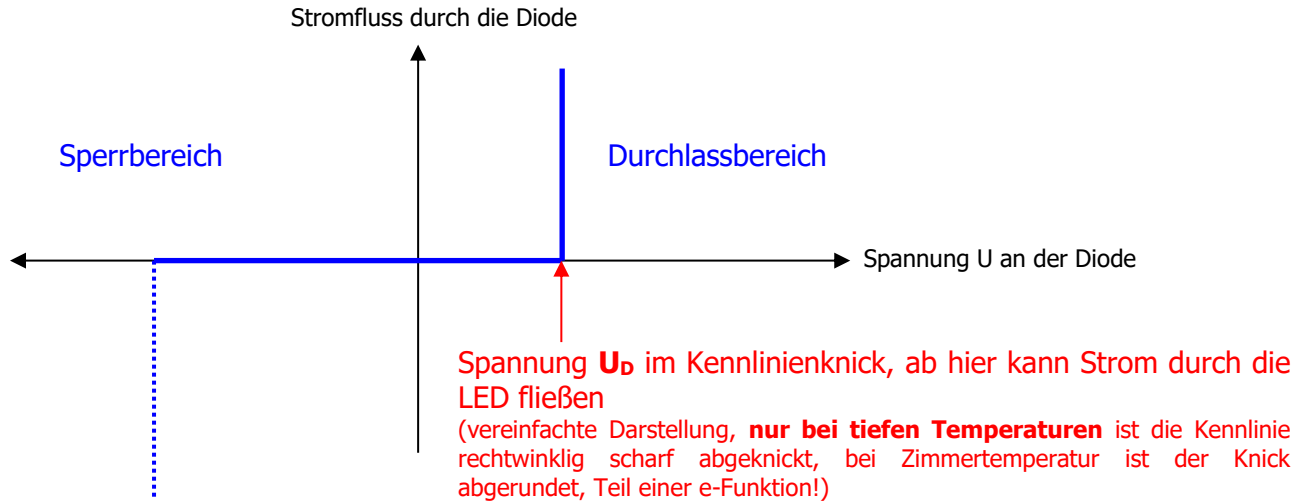 Stromfluss durch die Diode
Sperrbereich
Durchlassbereich
Spannung U an der Diode
Spannung U_D im Kennlinienknick, ab hier kann Strom durch die
LED fließen
(vereinfachte Darstellung, nur bei tiefen Temperaturen ist die Kennlinie
rechtwinklig scharf abgeknickt, bei Zimmertemperatur ist der Knick
abgerundet, Teil einer e-Funktion!)